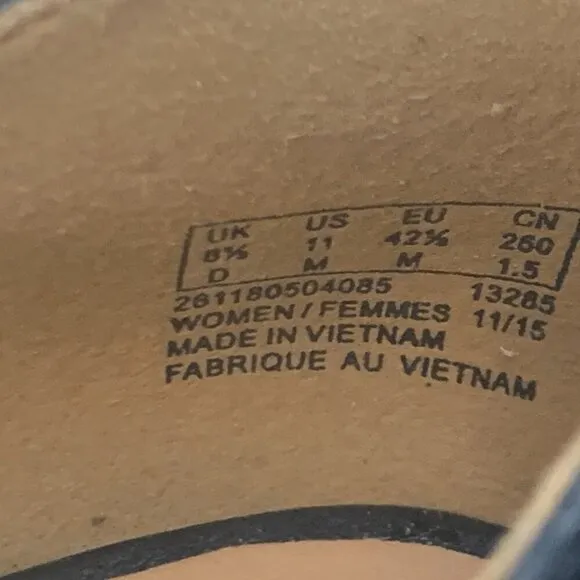 UK US EU CN
8½ 11 42½ 260
D M M 1.5
261180504085 13285
WOMEN / FEMMES 11/15
MADE IN VIETNAM
FABRIQUE AU VIETNAM